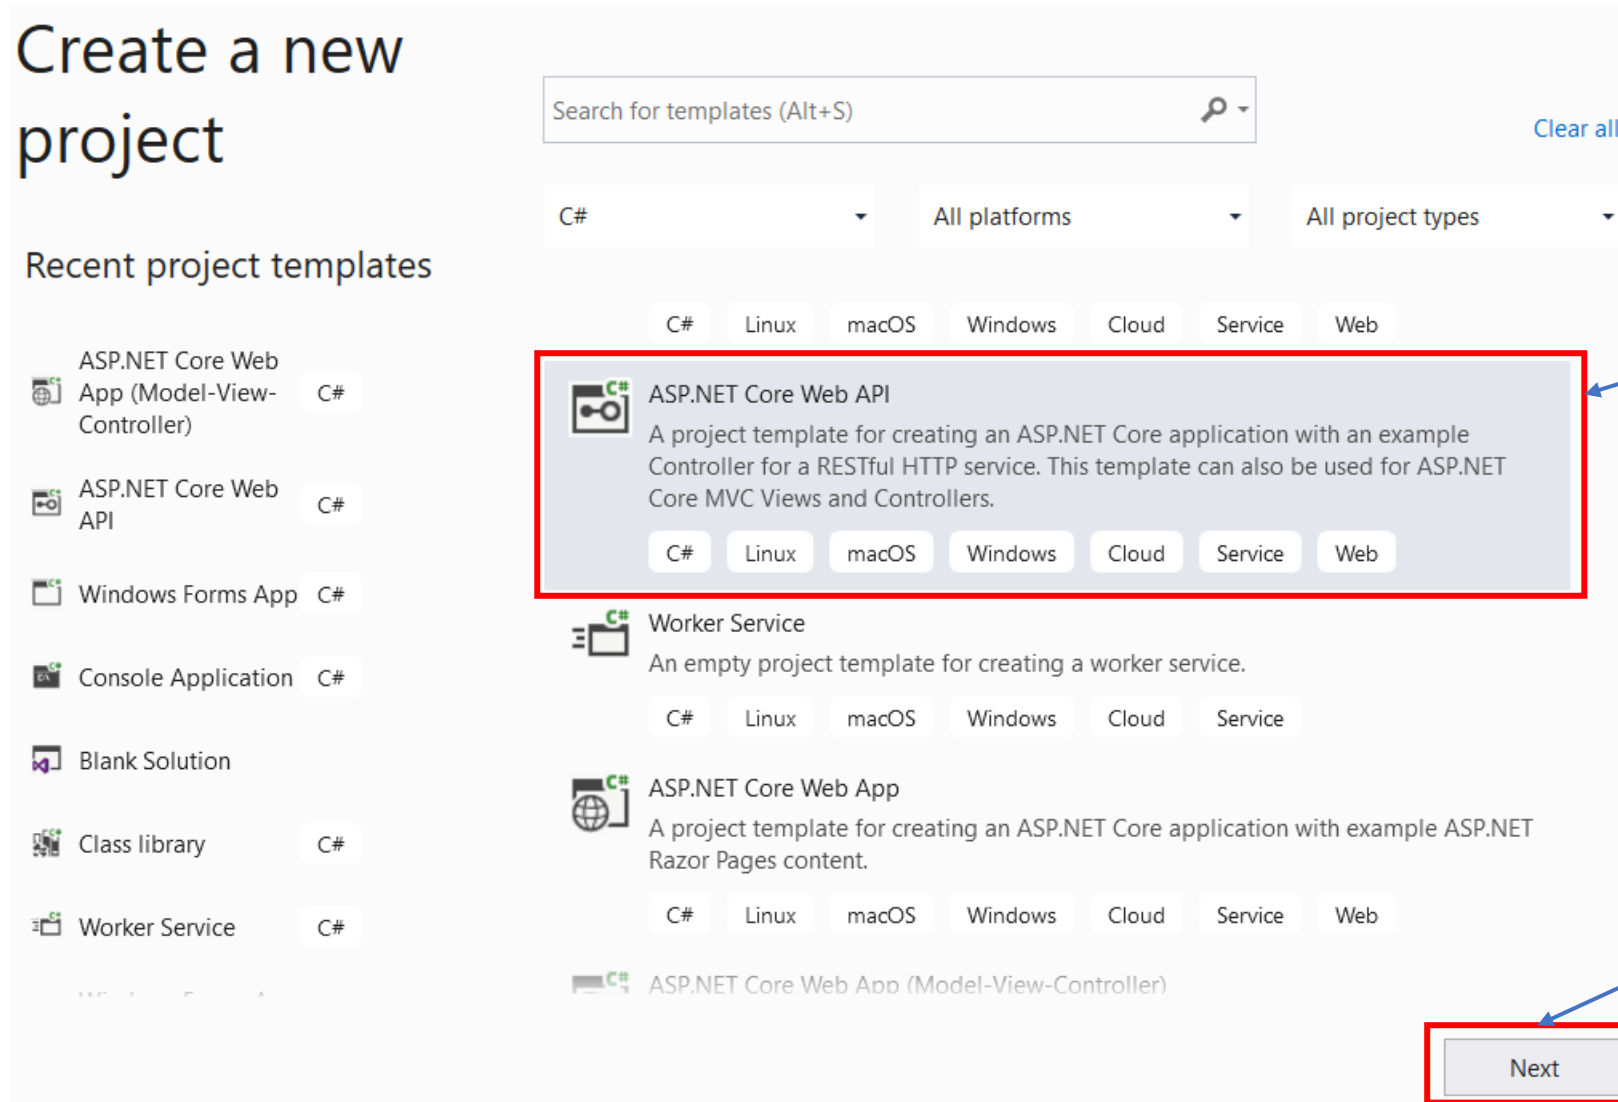 Create a new
project
Search for templates (Alt+S)
Clear all
C#
All platforms
All project types
Recent project templates
ASP.NET Core Web
App (Model-View-
Controller)
C#
ASP.NET Core Web
API
C#
Windows Forms App C#
Console Application C#
Blank Solution
Class library C#
Worker Service C#
C# Linux macOS Windows Cloud Service Web
ASP.NET Core Web API
A project template for creating an ASP.NET Core application with an example
Controller for a RESTful HTTP service. This template can also be used for ASP.NET
Core MVC Views and Controllers.
C# Linux macOS Windows Cloud Service Web
Worker Service
An empty project template for creating a worker service.
C# Linux macOS Windows Cloud Service
ASP.NET Core Web App
A project template for creating an ASP.NET Core application with example ASP.NET
Razor Pages content.
C# Linux macOS Windows Cloud Service Web
ASP.NET Core Web App (Model-View-Controller)
Next